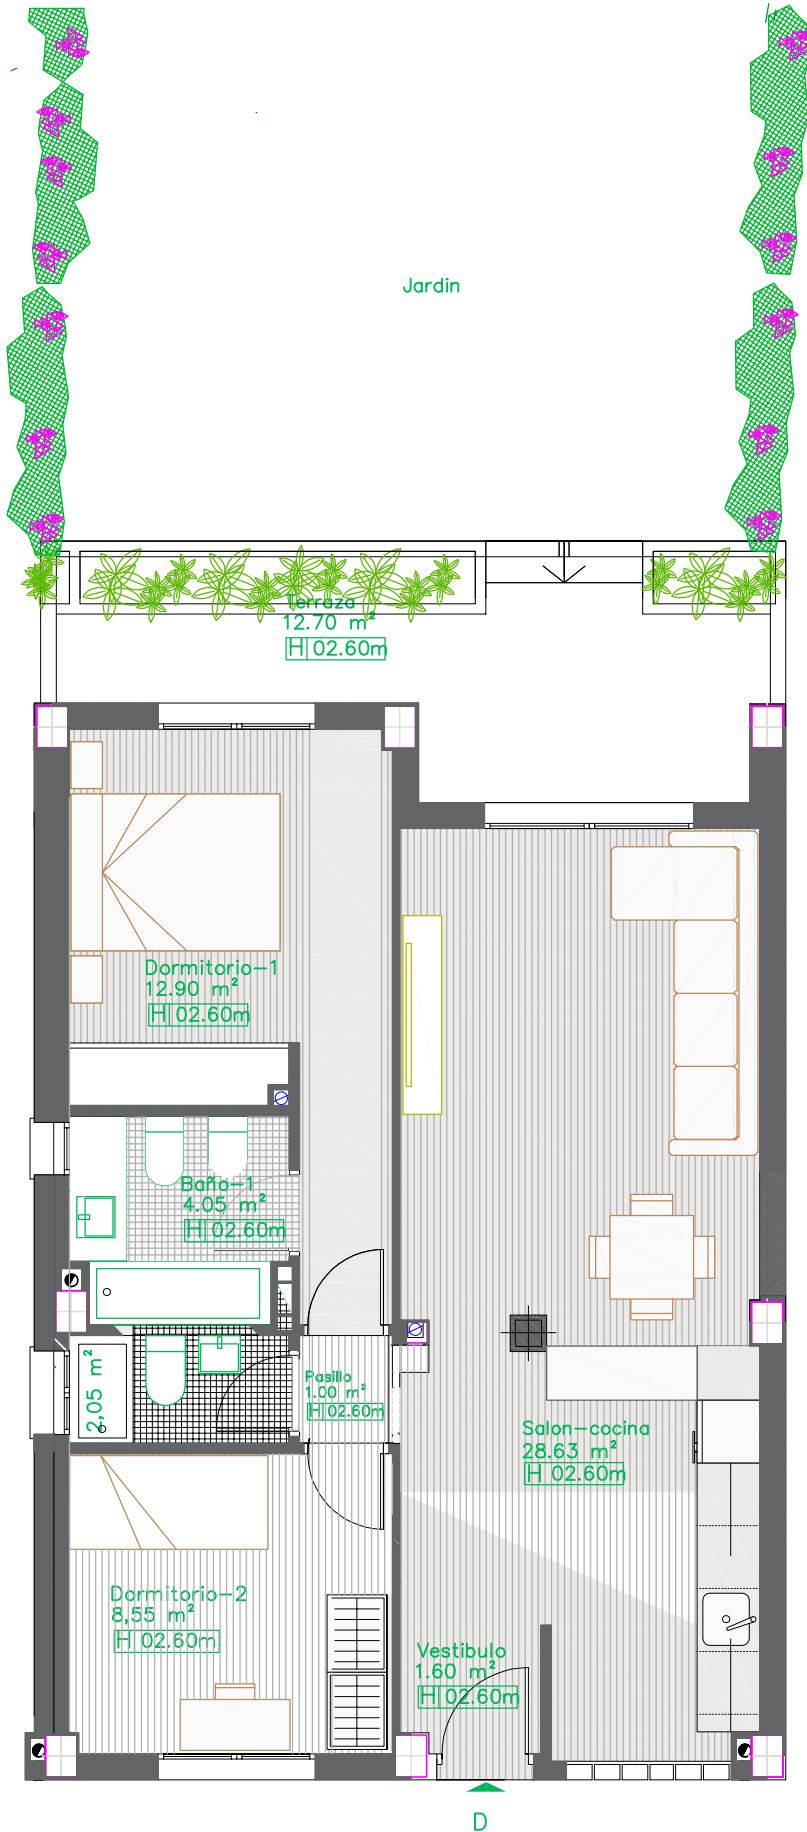 Jardin
Terraza
12.70 m²
H 02.60m
Dormitorio-1
12.90 m²
H 02.60m
Baño-1
4.05 m²
H 02.60m
2,05 m²
Pasillo
1.00 m²
H 02.60m
Salon-cocina
28.63 m²
H 02.60m
Dormitorio-2
8,55 m²
H 02.60m
Vestibulo
1.60 m²
H 02.60m
D